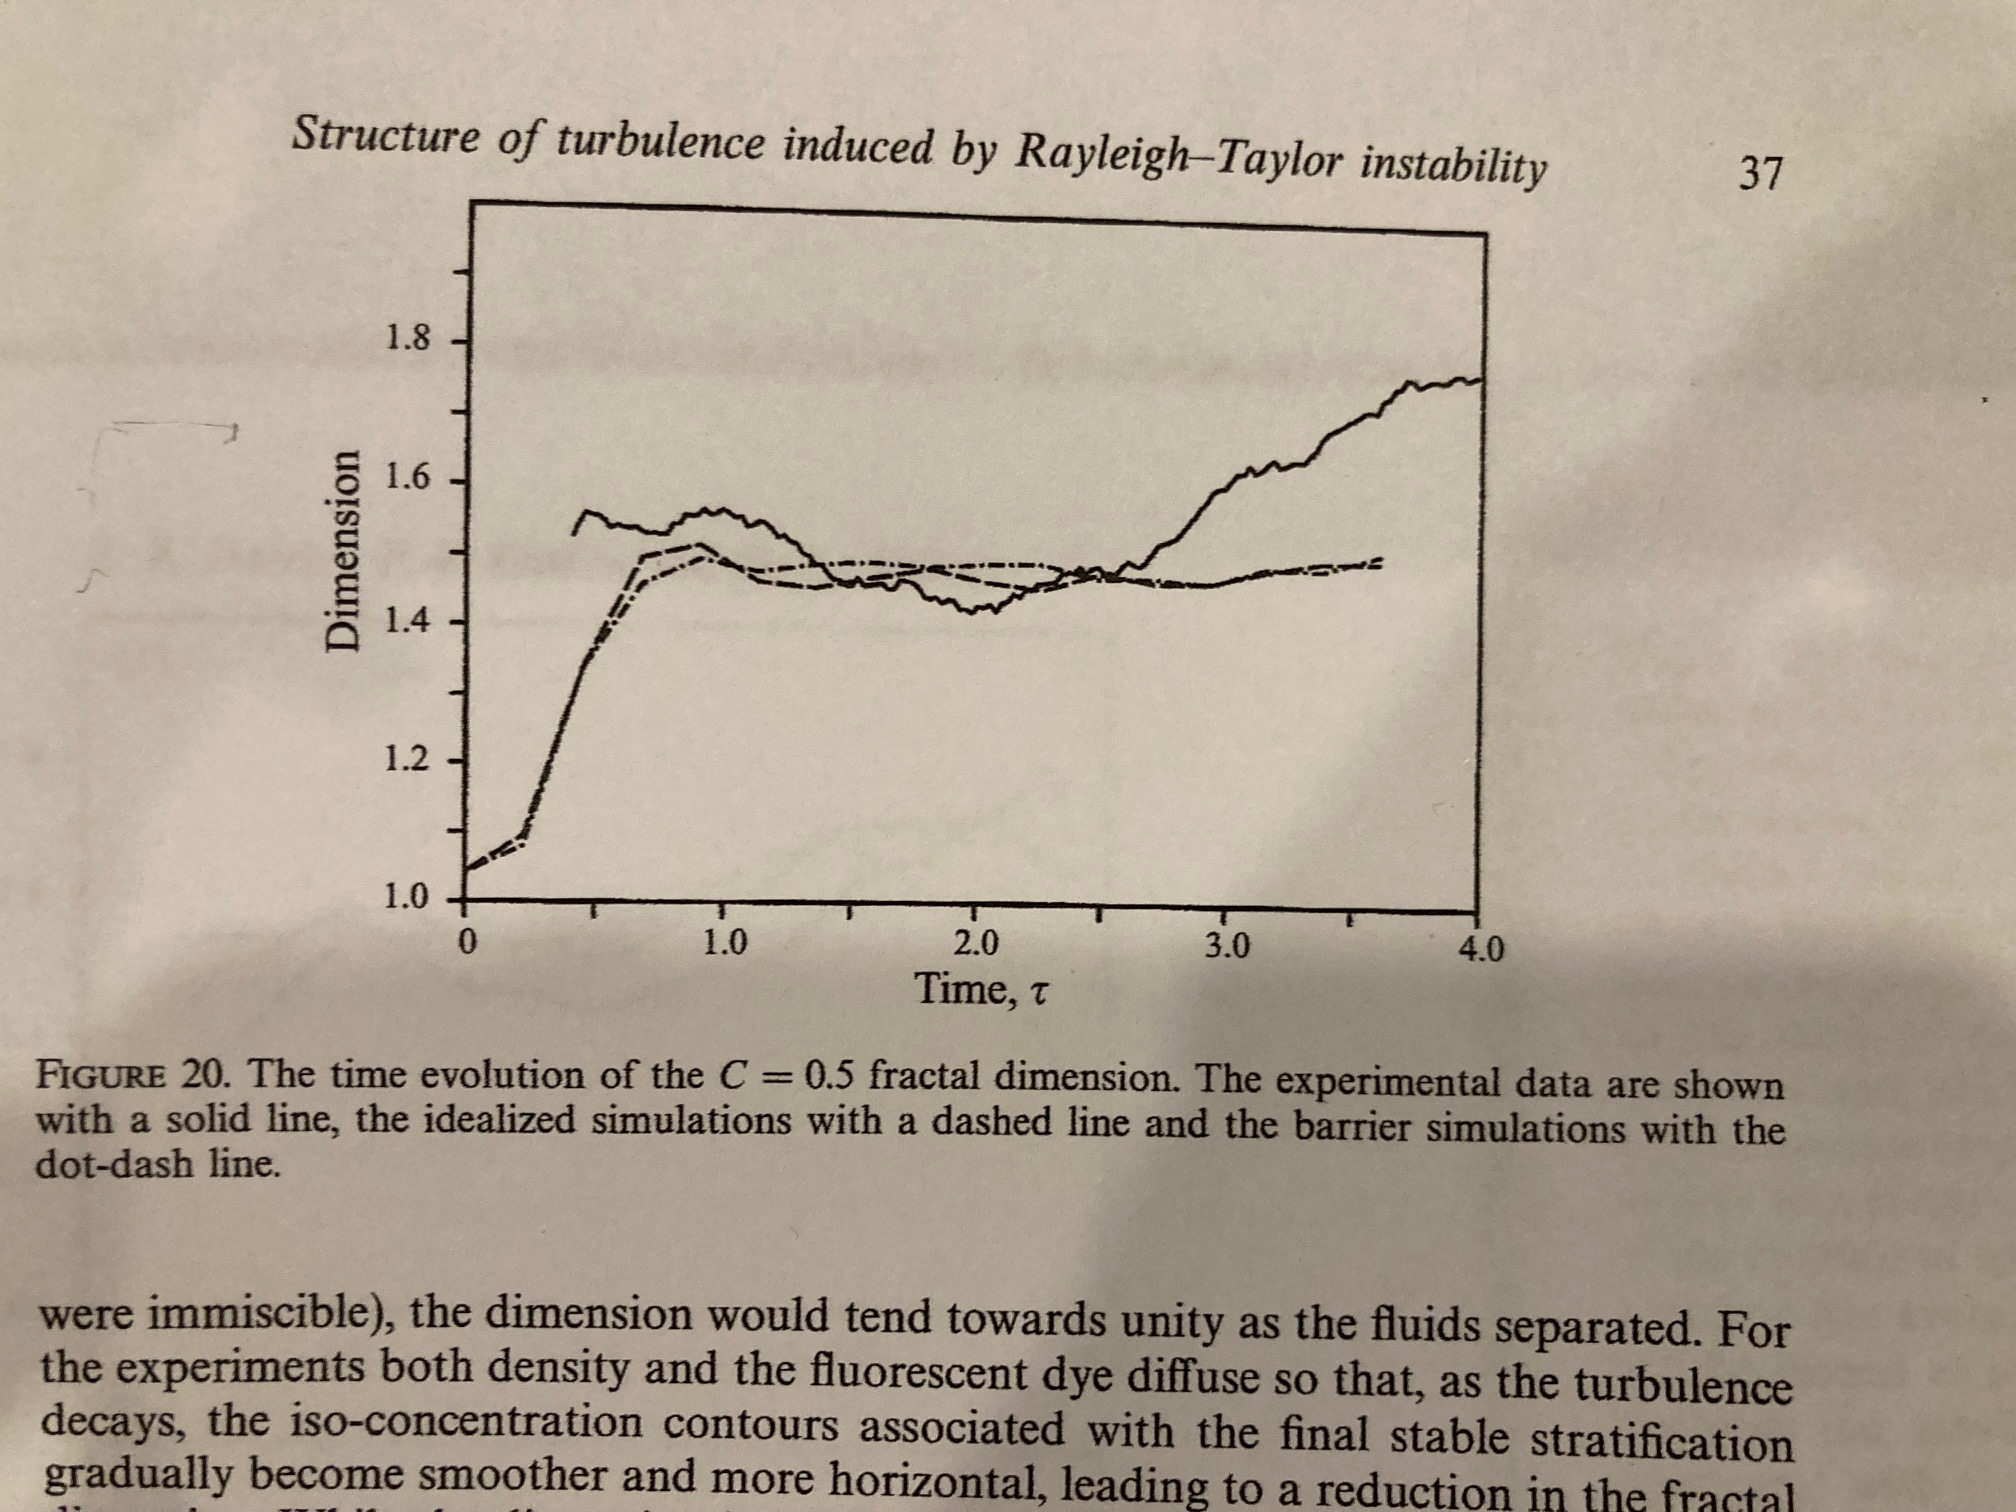 Structure of turbulence induced by Rayleigh–Taylor instability 37
1.8
1.6
1.4
1.2
1.0
Dimension
0 1.0 2.0 3.0 4.0
Time, τ
FIGURE 20. The time evolution of the C = 0.5 fractal dimension. The experimental data are shown
with a solid line, the idealized simulations with a dashed line and the barrier simulations with the
dot-dash line.
were immiscible), the dimension would tend towards unity as the fluids separated. For
the experiments both density and the fluorescent dye diffuse so that, as the turbulence
decays, the iso-concentration contours associated with the final stable stratification
gradually become smoother and more horizontal, leading to a reduction in the fractal